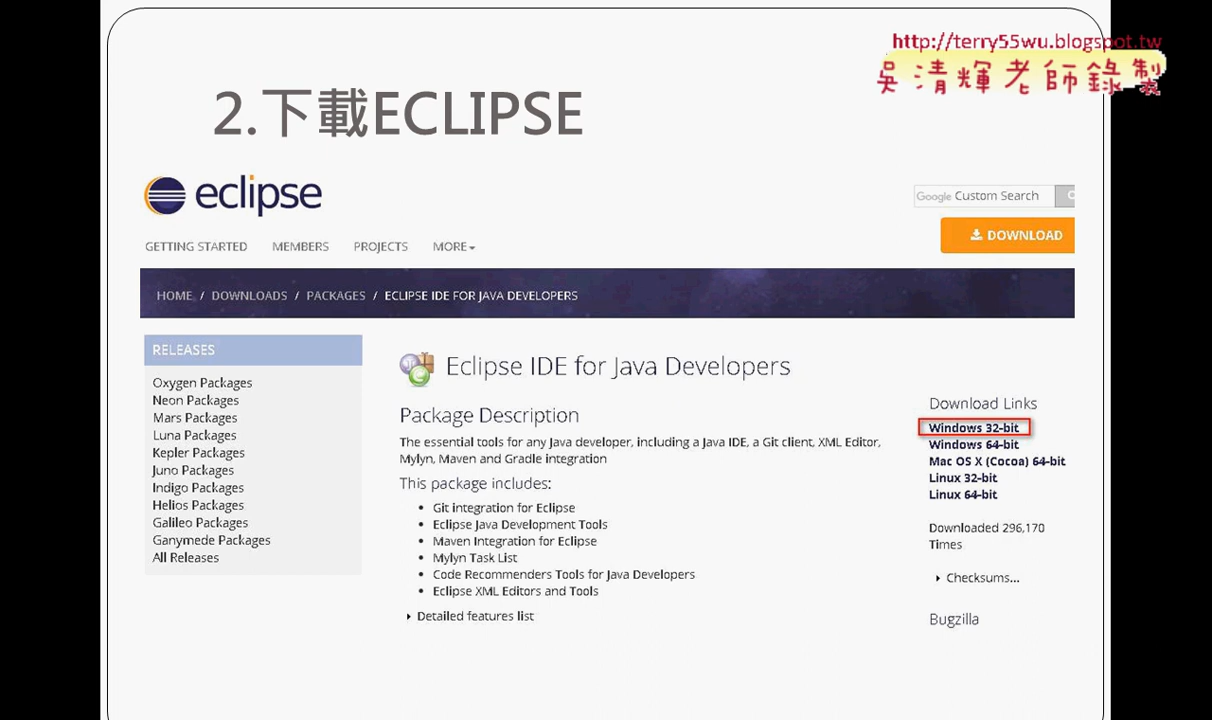 http://terry55wu.blogspot.tw
吳清輝老師錄製
2.下載ECLIPSE
eclipse
Google Custom Search
DOWNLOAD
GETTING STARTED MEMBERS PROJECTS MORE
HOME / DOWNLOADS / PACKAGES / ECLIPSE IDE FOR JAVA DEVELOPERS
RELEASES
Oxygen Packages
Neon Packages
Mars Packages
Luna Packages
Kepler Packages
Juno Packages
Indigo Packages
Helios Packages
Galileo Packages
Ganymede Packages
All Releases
Eclipse IDE for Java Developers
Package Description
The essential tools for any Java developer, including a Java IDE, a Git client, XML Editor,
Mylyn, Maven and Gradle integration
This package includes:
Git integration for Eclipse
Eclipse Java Development Tools
Maven Integration for Eclipse
Mylyn Task List
Code Recommenders Tools for Java Developers
Eclipse XML Editors and Tools
Detailed features list
Download Links
Windows 32-bit
Windows 64-bit
Mac OS X (Cocoa) 64-bit
Linux 32-bit
Linux 64-bit
Downloaded 296,170
Times
Checksums...
Bugzilla